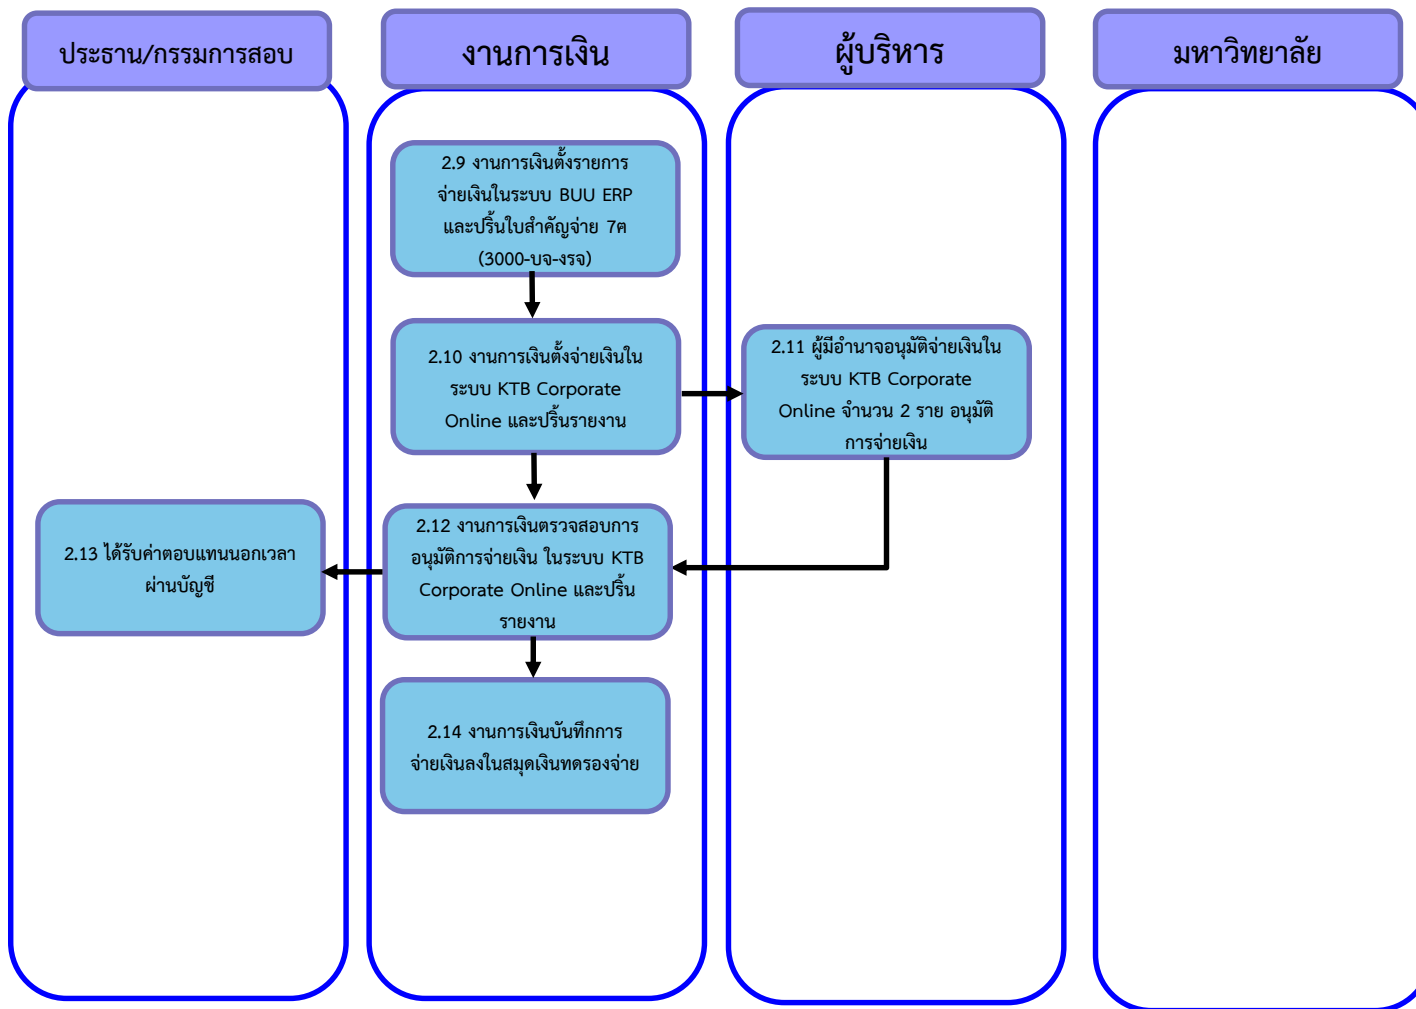 ประธาน/กรรมการสอบ
งานการเงิน
ผู้บริหาร
มหาวิทยาลัย
2.9 งานการเงินตั้งรายการ
จ่ายเงินในระบบ BUU ERP
และปริ้นใบสำคัญจ่าย 7ฅ
(3000-บจ-งรจ)
2.10 งานการเงินตั้งจ่ายเงินใน
ระบบ KTB Corporate
Online และปริ้นรายงาน
2.11 ผู้มีอำนาจอนุมัติจ่ายเงินใน
ระบบ KTB Corporate
Online จำนวน 2 ราย อนุมัติ
การจ่ายเงิน
2.12 งานการเงินตรวจสอบการ
อนุมัติการจ่ายเงิน ในระบบ KTB
Corporate Online และปริ้น
รายงาน
2.13 ได้รับค่าตอบแทนนอกเวลา
ผ่านบัญชี
2.14 งานการเงินบันทึกการ
จ่ายเงินลงในสมุดเงินทดรองจ่าย